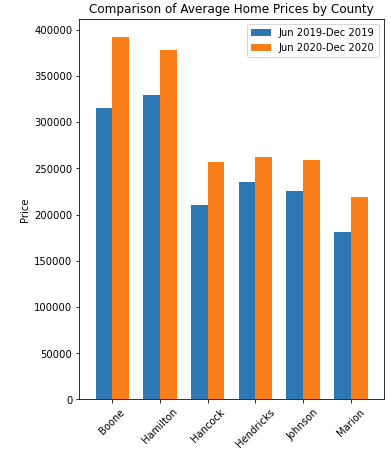 Comparison of Average Home Prices by County
Jun 2019-Dec 2019
Jun 2020-Dec 2020
Price
400000
350000
300000
250000
200000
150000
100000
50000
0
Boone
Hamilton
Hancock
Hendricks
Johnson
Marion